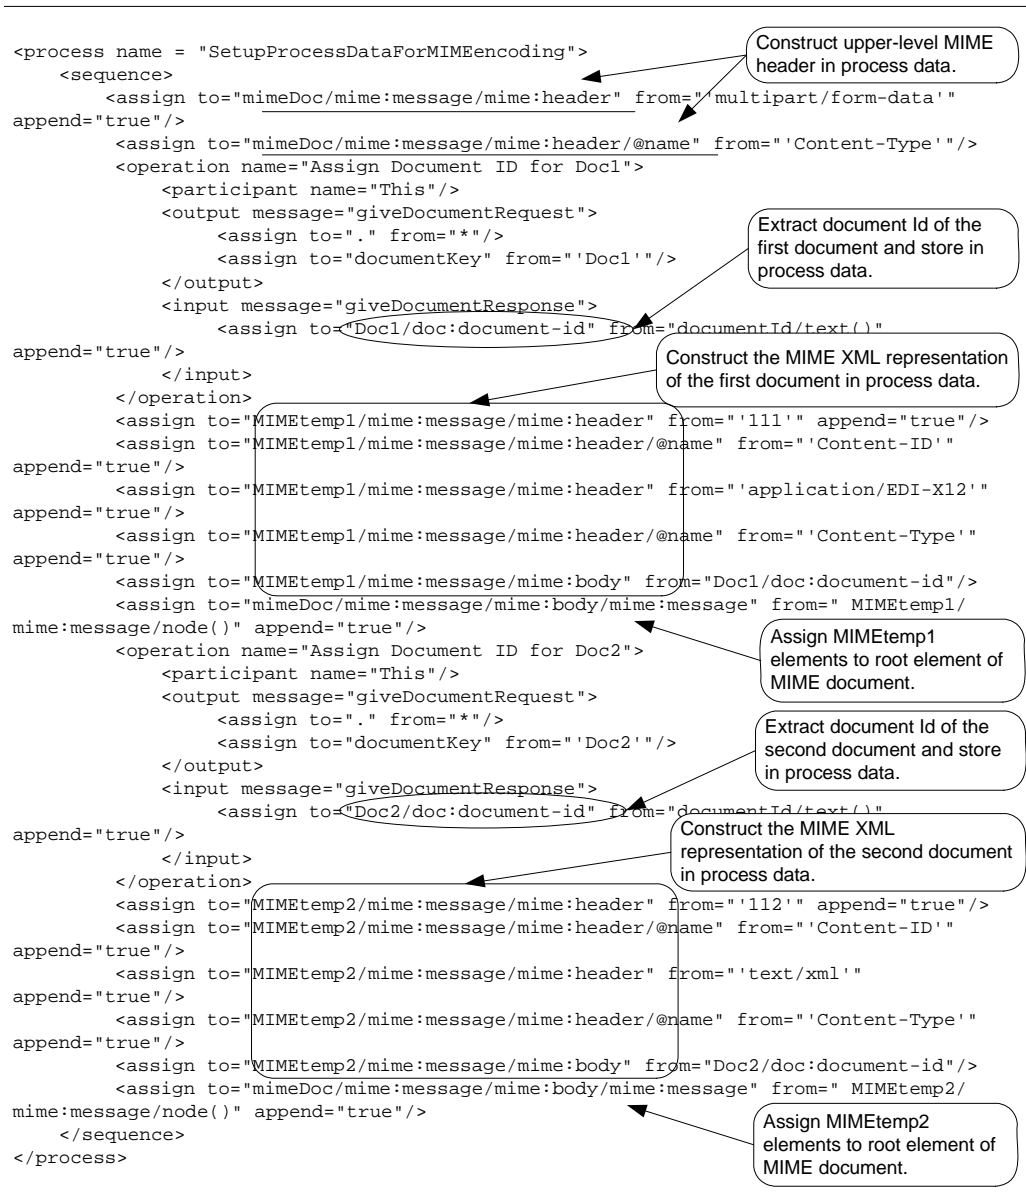 <process name = "SetupProcessDataForMIMEencoding">
Construct upper-level MIME
header in process data.
<sequence>
<assign to="mimeDoc/mime:message/mime:header" from="'multipart/form-data'"
append="true"/>
<assign to="mimeDoc/mime:message/mime:header/@name" from="'Content-Type'"/>
<operation name="Assign Document ID for Doc1">
<participant name="This"/>
<output message="giveDocumentRequest">
<assign to="." from="*"/>
<assign to="documentKey" from="'Doc1'"/>
</output>
Extract document Id of the
first document and store in
process data.
<input message="giveDocumentResponse">
<assign to="Doc1/doc:document-id" from="documentId/text()"
append="true"/>
</input>
</operation>
Construct the MIME XML representation
of the first document in process data.
<assign to="MIMEtemp1/mime:message/mime:header" from="'111'" append="true"/>
<assign to="MIMEtemp1/mime:message/mime:header/@name" from="'Content-ID'"
append="true"/>
<assign to="MIMEtemp1/mime:message/mime:header" from="'application/EDI-X12'"
append="true"/>
<assign to="MIMEtemp1/mime:message/mime:header/@name" from="'Content-Type'"
append="true"/>
<assign to="MIMEtemp1/mime:message/mime:body" from="Doc1/doc:document-id"/>
<assign to="mimeDoc/mime:message/mime:body/mime:message" from=" MIMEtemp1/
mime:message/node()" append="true"/>
Assign MIMEtemp1
elements to root element of
MIME document.
<operation name="Assign Document ID for Doc2">
<participant name="This"/>
<output message="giveDocumentRequest">
<assign to="." from="*"/>
<assign to="documentKey" from="'Doc2'"/>
</output>
Extract document Id of the
second document and store
in process data.
<input message="giveDocumentResponse">
<assign to="Doc2/doc:document-id" from="documentId/text()"
append="true"/>
</input>
</operation>
Construct the MIME XML
representation of the second document
in process data.
<assign to="MIMEtemp2/mime:message/mime:header" from="'112'" append="true"/>
<assign to="MIMEtemp2/mime:message/mime:header/@name" from="'Content-ID'"
append="true"/>
<assign to="MIMEtemp2/mime:message/mime:header" from="'text/xml'"
append="true"/>
<assign to="MIMEtemp2/mime:message/mime:header/@name" from="'Content-Type'"
append="true"/>
<assign to="MIMEtemp2/mime:message/mime:body" from="Doc2/doc:document-id"/>
<assign to="mimeDoc/mime:message/mime:body/mime:message" from=" MIMEtemp2/
mime:message/node()" append="true"/>
Assign MIMEtemp2
elements to root element of
MIME document.
</sequence>
</process>